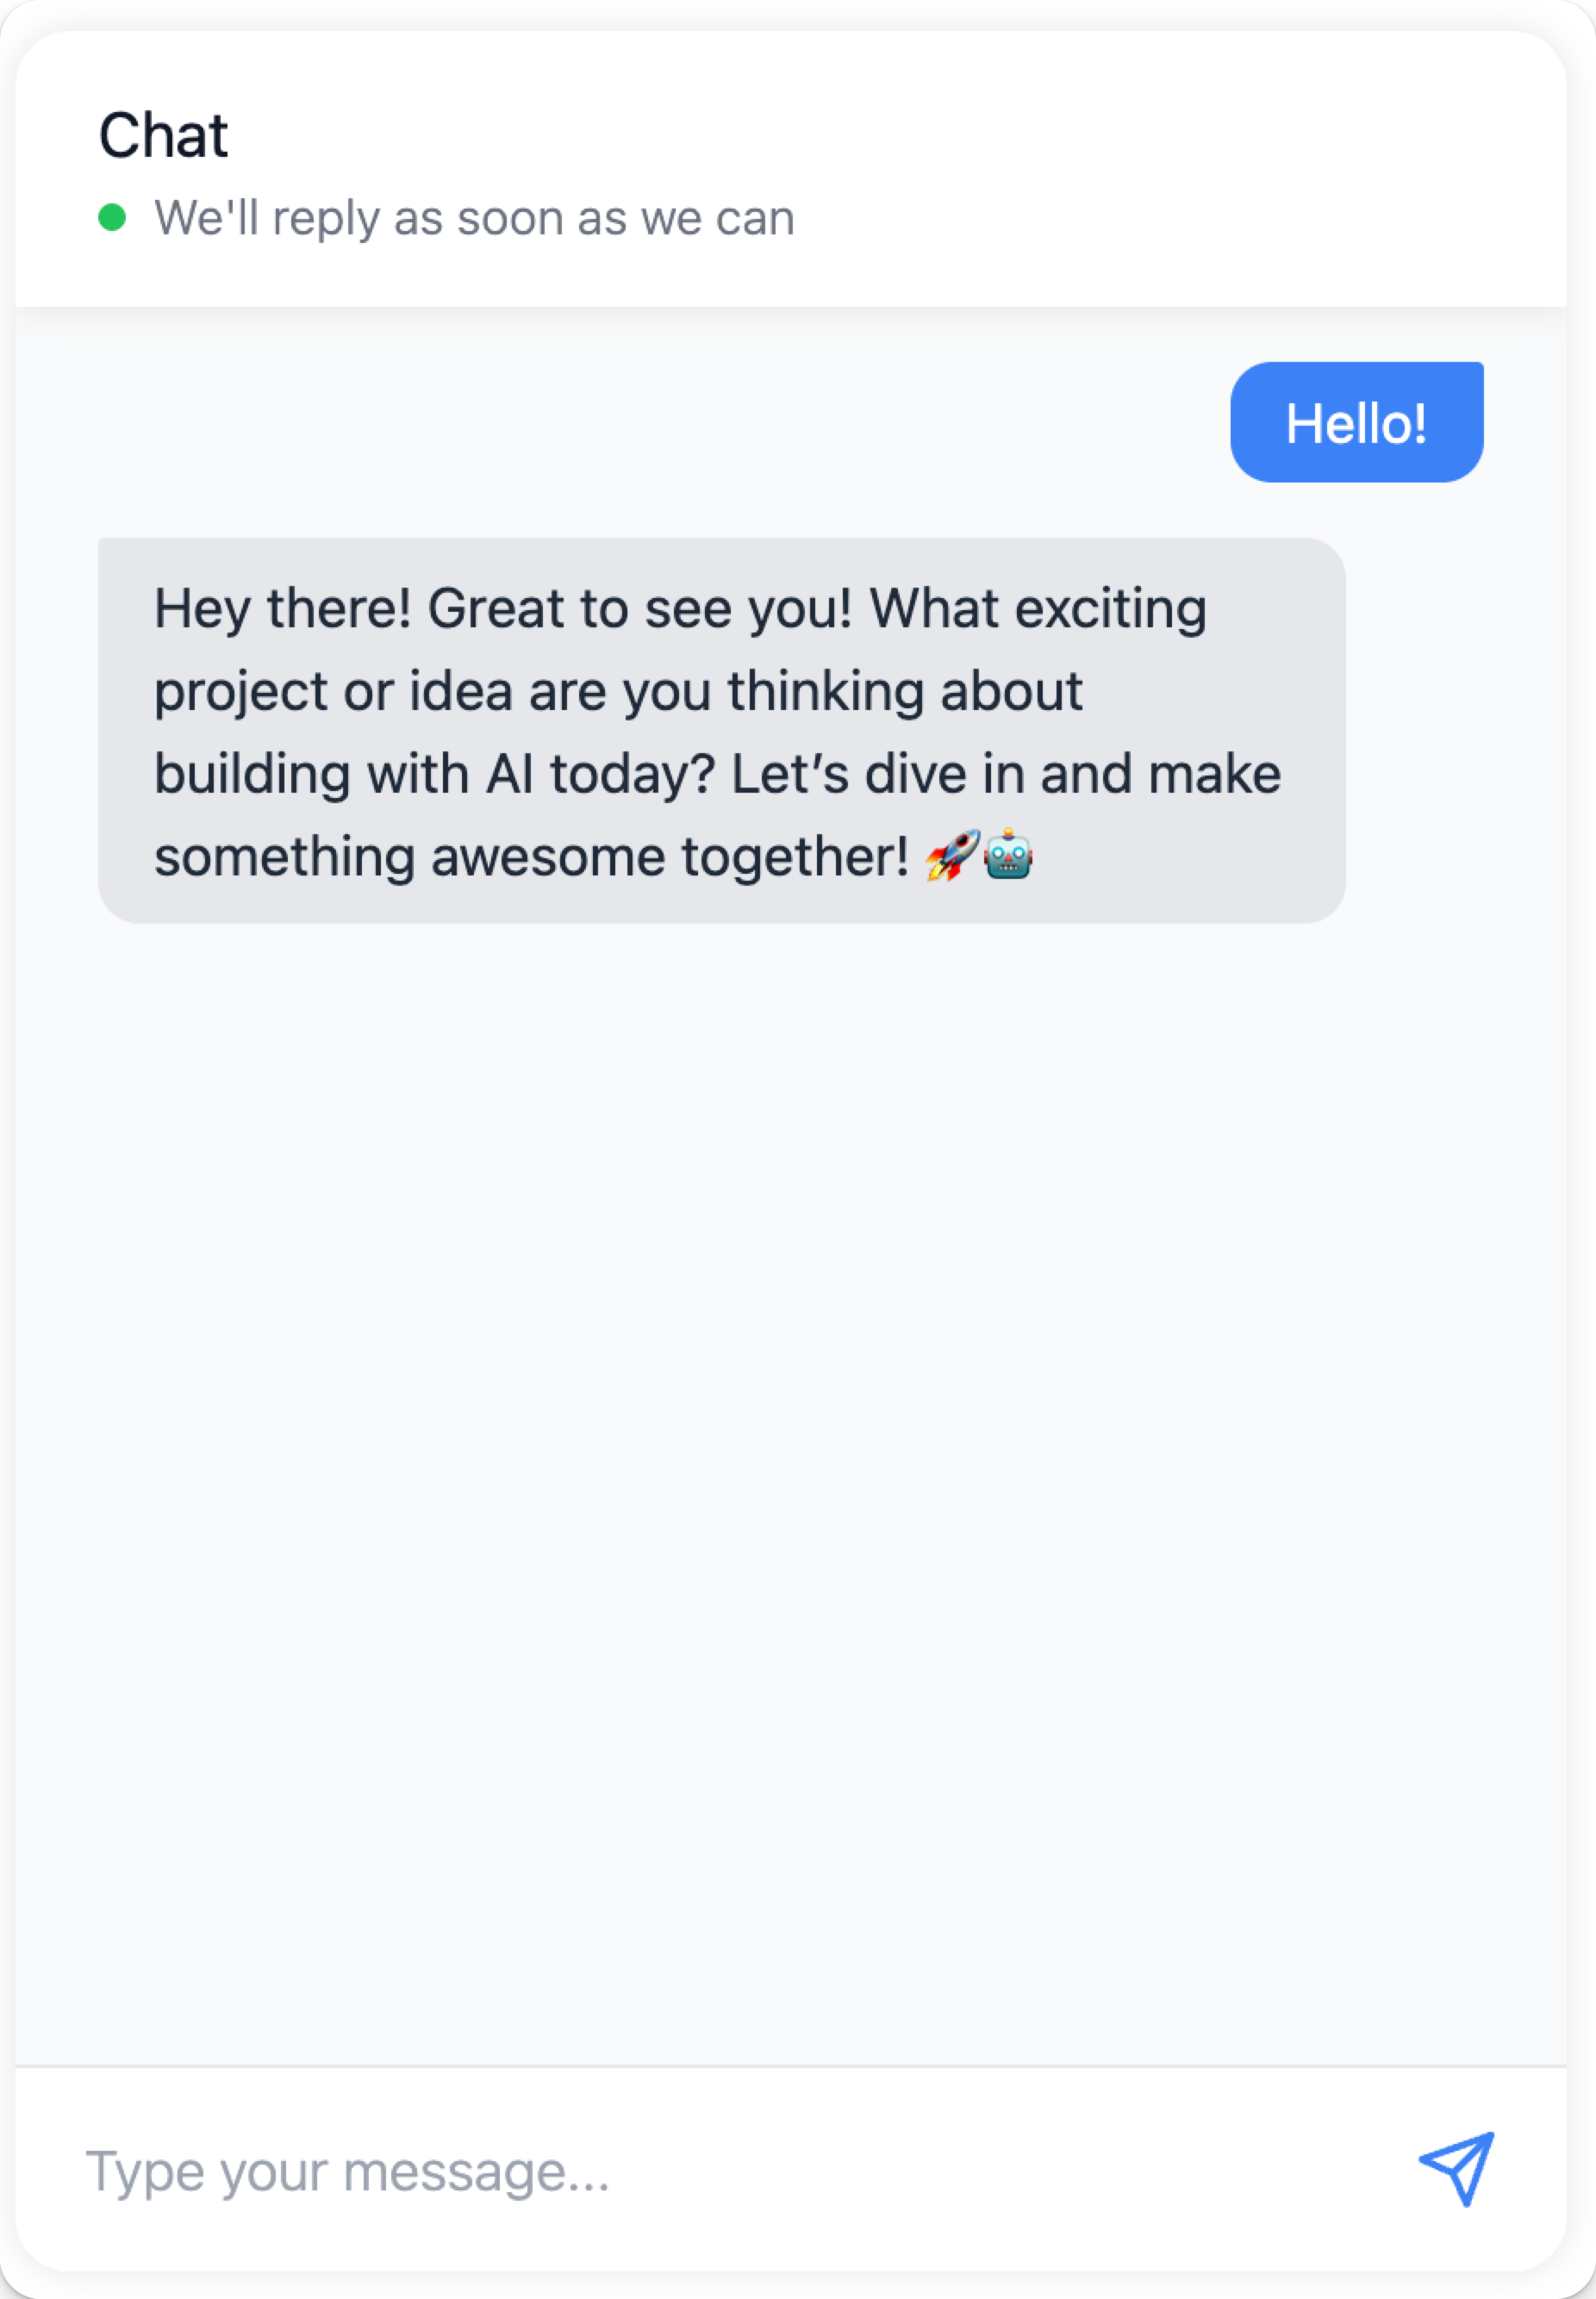 Chat
We'll reply as soon as we can
Hello!
Hey there! Great to see you! What exciting
project or idea are you thinking about
building with AI today? Let’s dive in and make
something awesome together! 🚀🤖
Type your message...